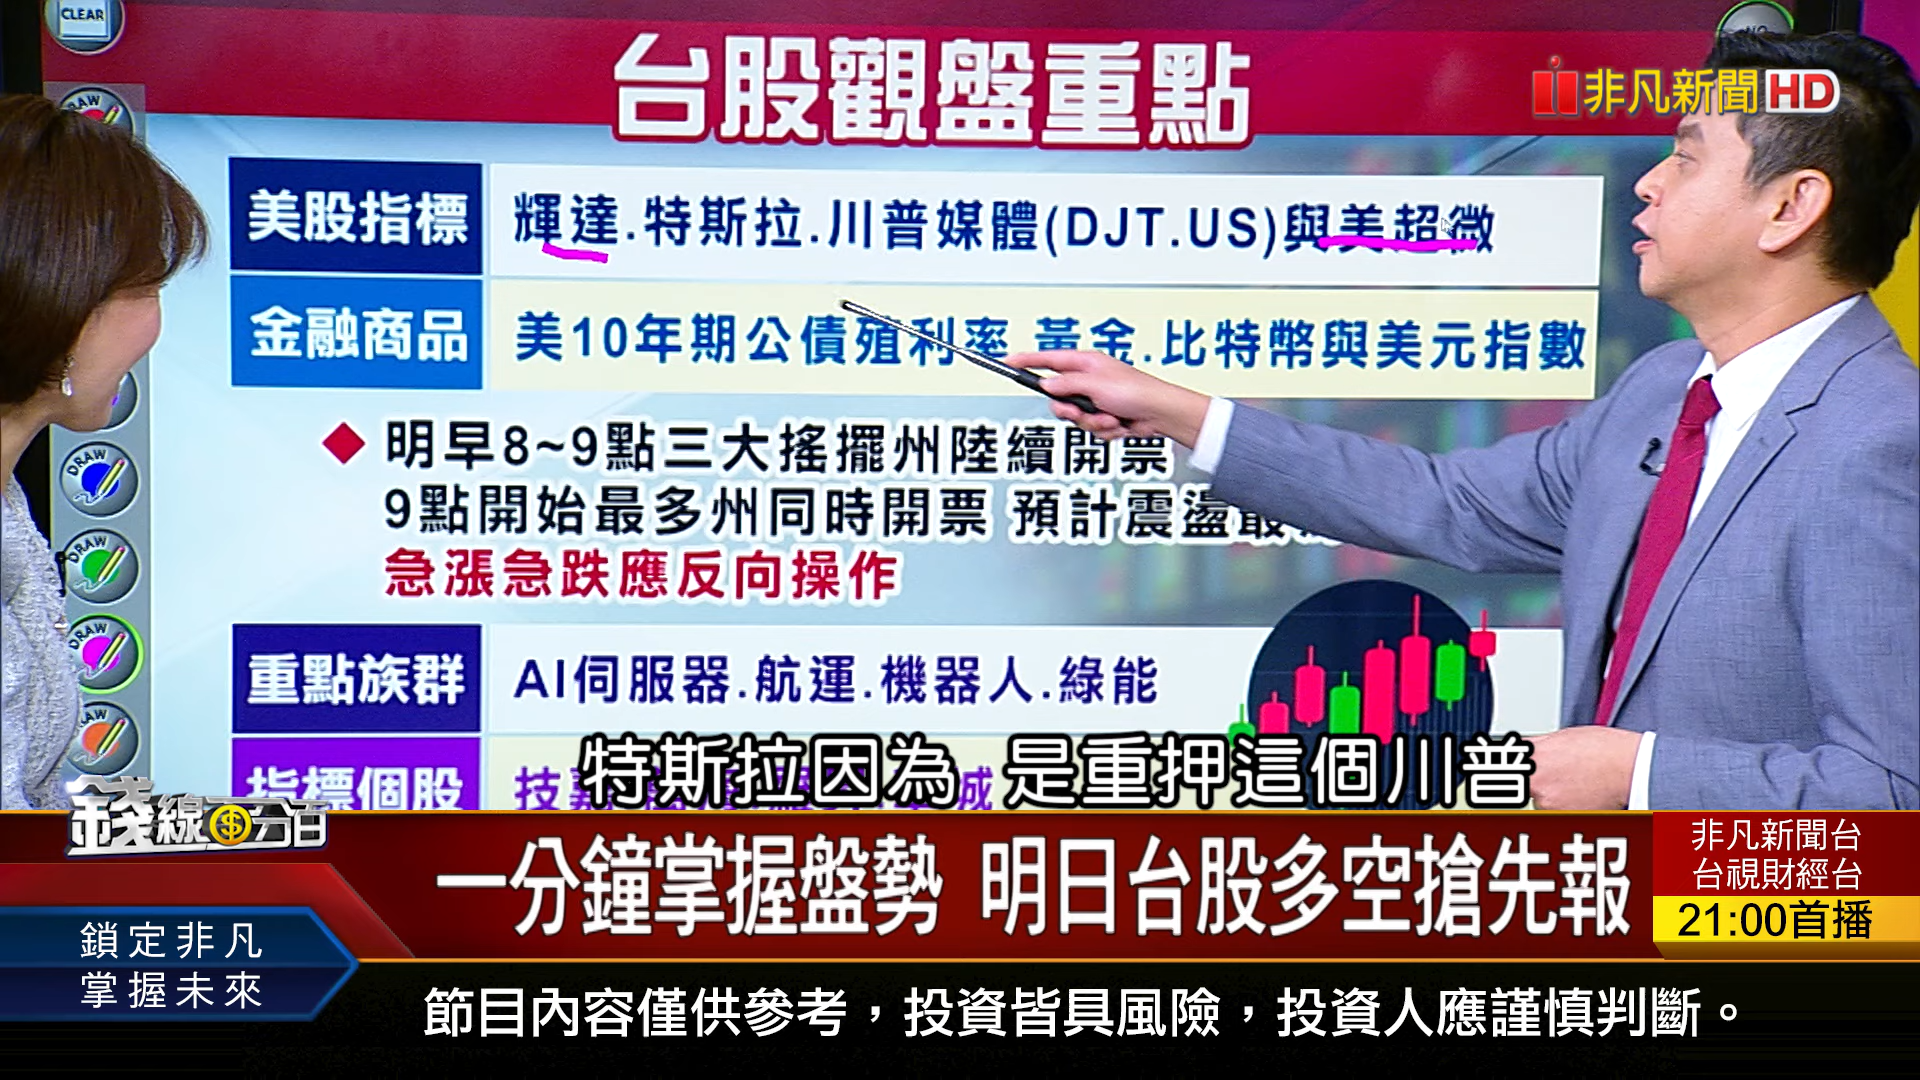 CLEAR
台股觀盤重點
非凡新聞HD
DRAW
美股指標
輝達.特斯拉.川普媒體(DJT.US)與美超微
金融商品
美10年期公債殖利率 黃金.比特幣與美元指數
明早8~9點三大搖擺州陸續開票
DRAW
9點開始最多州同時開票 預計震盪最
DRAW
急漲急跌應反向操作
DRAW
重點族群
AI伺服器.航運.機器人.綠能
指標個股
特斯拉因為 是重押這個川普
錢線百分百
一分鐘掌握盤勢 明日台股多空搶先報
非凡新聞台
台視財經台
21:00首播
鎖定非凡
掌握未來
節目內容僅供參考，投資皆具風險，投資人應謹慎判斷。